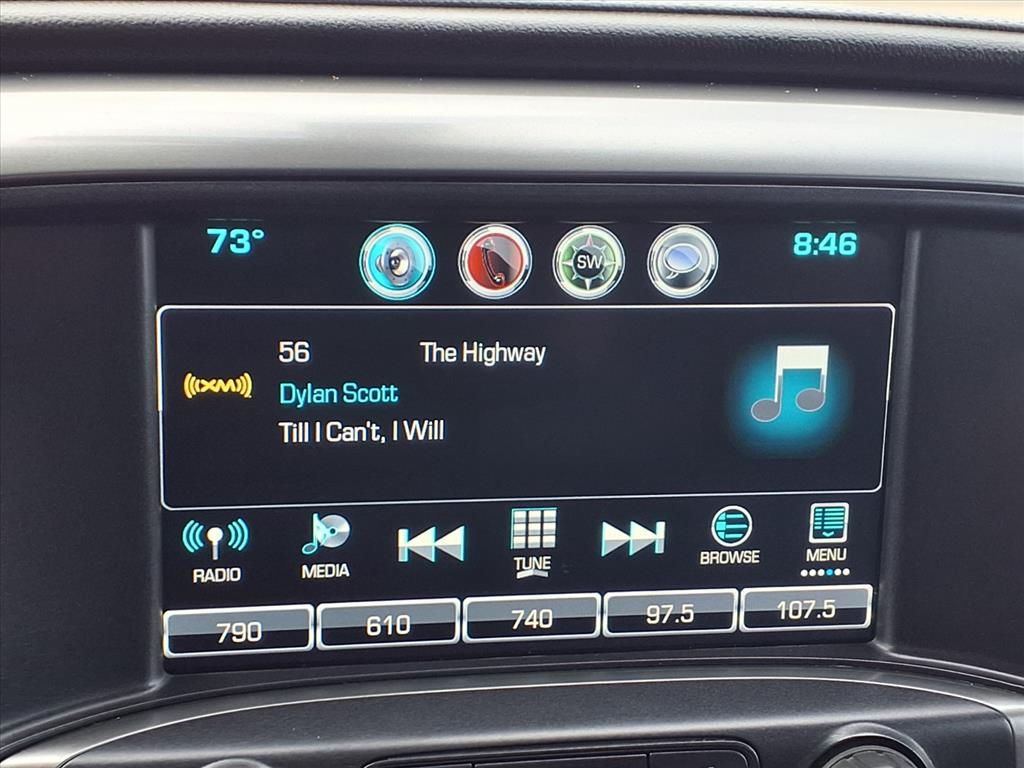 73° SW 8:46
56 The Highway
((XM))
Dylan Scott
Till I Can't, I Will
RADIO MEDIA TUNE BROWSE MENU
790 610 740 97.5 107.5